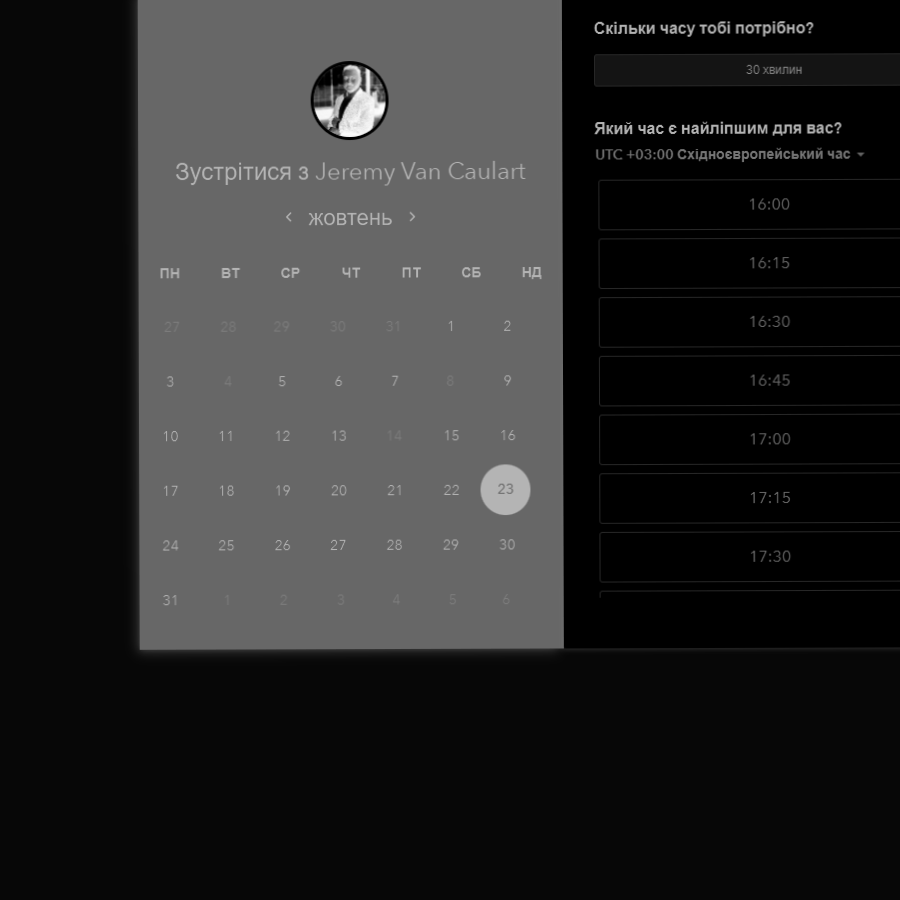 Зустрітися з Jeremy Van Caulart
жовтень
ПН ВТ СР ЧТ ПТ СБ НД
27 28 29 30 31 1 2
3 4 5 6 7 8 9
10 11 12 13 14 15 16
17 18 19 20 21 22 23
24 25 26 27 28 29 30
31 1 2 3 4 5 6
Скільки часу тобі потрібно?
30 хвилин
Який час є найліпшим для вас?
UTC +03:00 Східноєвропейський час
16:00
16:15
16:30
16:45
17:00
17:15
17:30